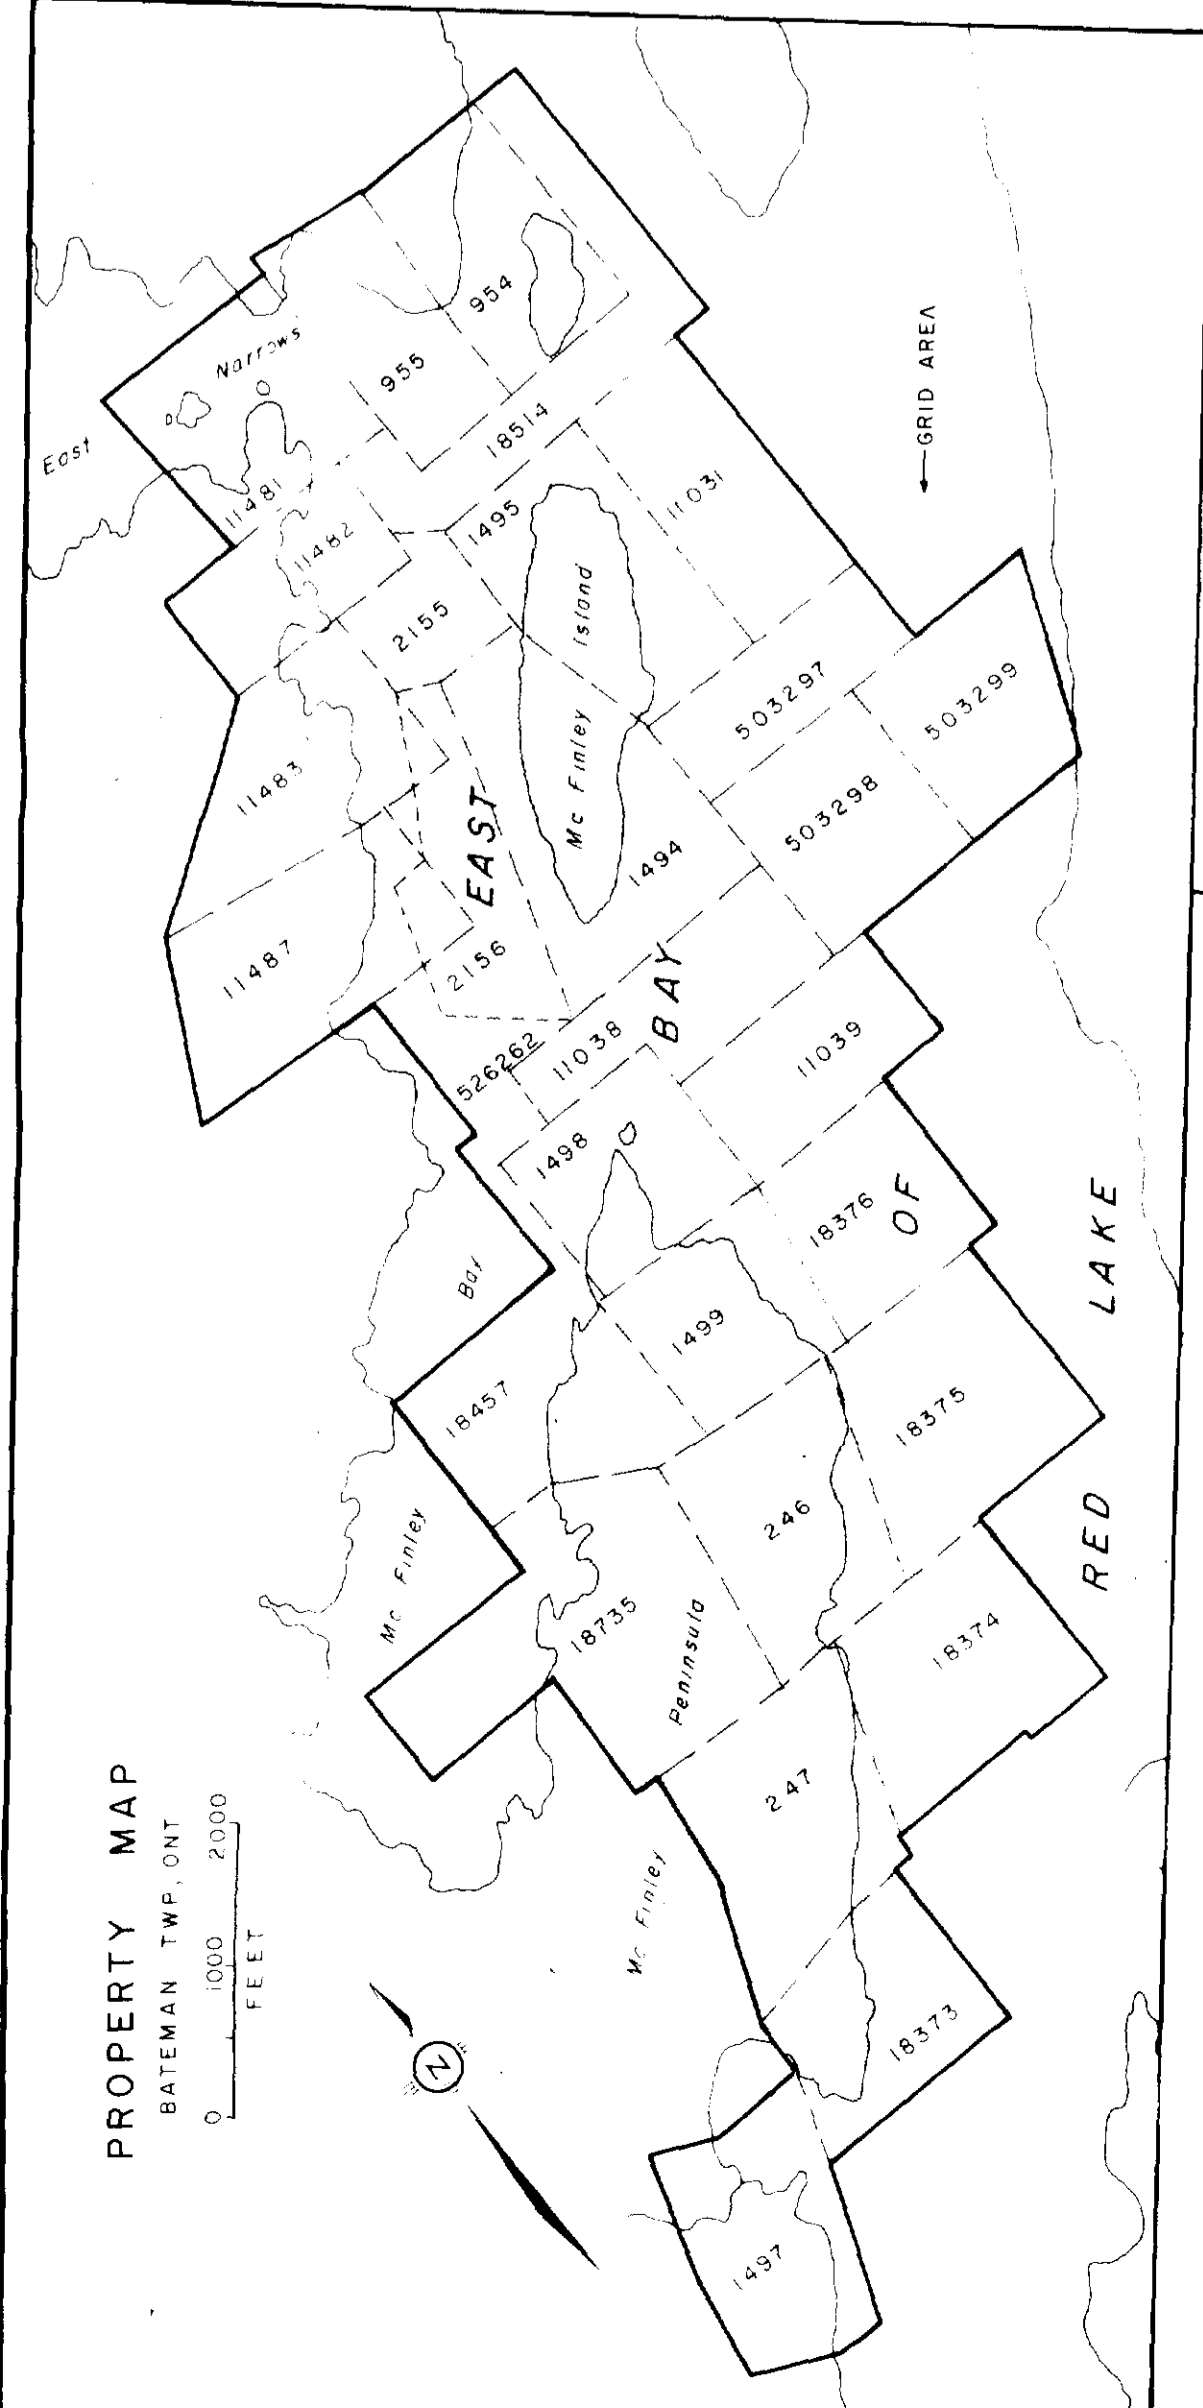 PROPERTY MAP
BATEMAN TWP, ONT
0 1000 2000
FEET
N
East
Narrows
954
955
18514
11481
11482
1495
11031
←GRID AREA
2155
Mc Finley Island
503297
503299
11483
EAST
1494
503298
11487
2156
BAY
526262
11038
11039
1498
18376
OF
Mc Finley
Bay
1499
18457
18375
RED LAKE
246
18735
Mc Finley
Peninsula
18374
247
18373
1497